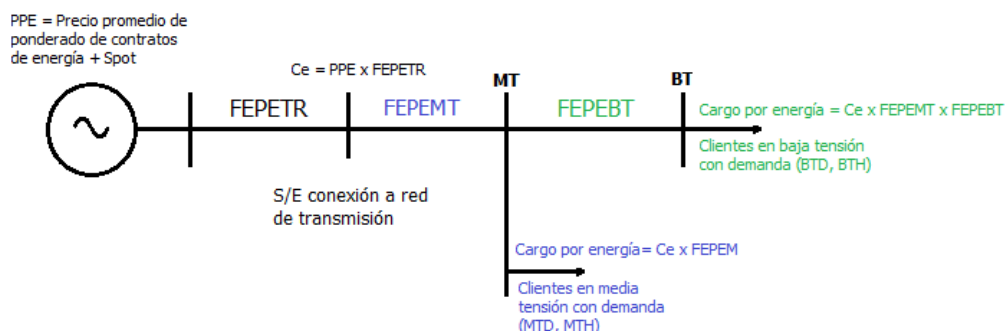 PPE = Precio promedio de
ponderado de contratos
de energía + Spot
Ce = PPE x FEPETR
MT
BT
FEPETR
FEPEMT
FEPEBT
Cargo por energía = Ce x FEPEMT x FEPEBT
Clientes en baja tensión
con demanda (BTD, BTH)
S/E conexión a red
de transmisión
Cargo por energía= Ce x FEPEM
Clientes en media
tensión con demanda
(MTD, MTH)